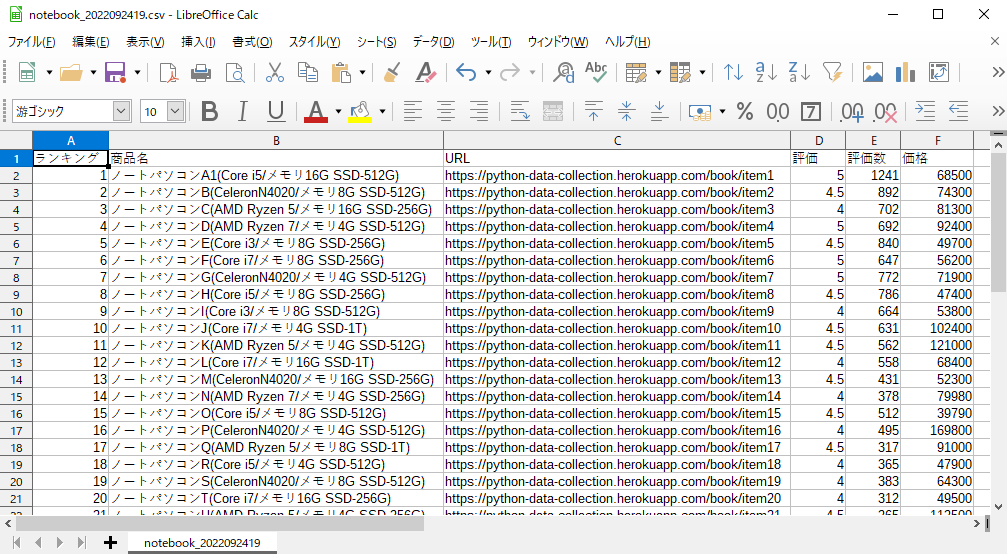 notebook_2022092419.csv - LibreOffice Calc
ファイル(F) 編集(E) 表示(V) 挿入(I) 書式(O) スタイル(Y) シート(S) データ(D) ツール(T) ウィンドウ(W) ヘルプ(H)
游ゴシック 10 B I U A % 0.0 7 .00 .00
A B C D E F
1 ランキング 商品名 URL 評価 評価数 価格
2 1 ノートパソコンA1(Core i5/メモリ16G SSD-512G) https://python-data-collection.herokuapp.com/book/item1 5 1241 68500
3 2 ノートパソコンB(CeleronN4020/メモリ8G SSD-512G) https://python-data-collection.herokuapp.com/book/item2 4.5 892 74300
4 3 ノートパソコンC(AMD Ryzen 5/メモリ16G SSD-256G) https://python-data-collection.herokuapp.com/book/item3 4 702 81300
5 4 ノートパソコンD(AMD Ryzen 7/メモリ4G SSD-512G) https://python-data-collection.herokuapp.com/book/item4 5 692 92400
6 5 ノートパソコンE(Core i3/メモリ8G SSD-256G) https://python-data-collection.herokuapp.com/book/item5 4.5 840 49700
7 6 ノートパソコンF(Core i7/メモリ8G SSD-256G) https://python-data-collection.herokuapp.com/book/item6 5 647 56200
8 7 ノートパソコンG(CeleronN4020/メモリ4G SSD-512G) https://python-data-collection.herokuapp.com/book/item7 5 772 71900
9 8 ノートパソコンH(Core i5/メモリ8G SSD-256G) https://python-data-collection.herokuapp.com/book/item8 4.5 786 47400
10 9 ノートパソコンI(Core i3/メモリ8G SSD-512G) https://python-data-collection.herokuapp.com/book/item9 4 664 53800
11 10 ノートパソコンJ(Core i7/メモリ4G SSD-1T) https://python-data-collection.herokuapp.com/book/item10 4.5 631 102400
12 11 ノートパソコンK(AMD Ryzen 5/メモリ4G SSD-512G) https://python-data-collection.herokuapp.com/book/item11 4.5 562 121000
13 12 ノートパソコンL(Core i7/メモリ16G SSD-1T) https://python-data-collection.herokuapp.com/book/item12 4 558 68400
14 13 ノートパソコンM(CeleronN4020/メモリ16G SSD-256G) https://python-data-collection.herokuapp.com/book/item13 4.5 431 52300
15 14 ノートパソコンN(AMD Ryzen 7/メモリ4G SSD-256G) https://python-data-collection.herokuapp.com/book/item14 4 378 79980
16 15 ノートパソコンO(Core i5/メモリ8G SSD-512G) https://python-data-collection.herokuapp.com/book/item15 4.5 512 39790
17 16 ノートパソコンP(CeleronN4020/メモリ4G SSD-512G) https://python-data-collection.herokuapp.com/book/item16 4 495 169800
18 17 ノートパソコンQ(AMD Ryzen 5/メモリ8G SSD-1T) https://python-data-collection.herokuapp.com/book/item17 4.5 317 91000
19 18 ノートパソコンR(Core i5/メモリ4G SSD-512G) https://python-data-collection.herokuapp.com/book/item18 4 365 47900
20 19 ノートパソコンS(CeleronN4020/メモリ8G SSD-512G) https://python-data-collection.herokuapp.com/book/item19 4 383 64300
21 20 ノートパソコンT(Core i7/メモリ16G SSD-256G) https://python-data-collection.herokuapp.com/book/item20 4 312 49500
notebook_2022092419